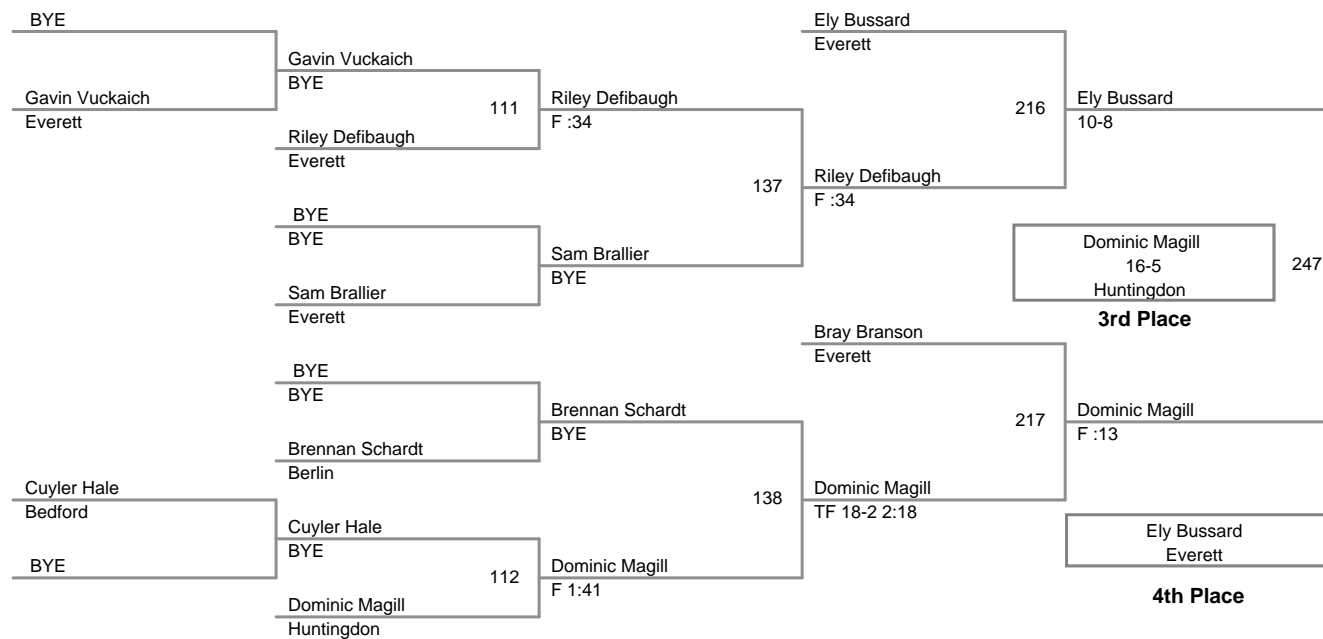 BYE
Gavin Vuckaich
Everett
Gavin Vuckaich
BYE
111
Riley Defibaugh
Everett
Riley Defibaugh
F :34
BYE
BYE
Sam Brallier
Everett
Sam Brallier
BYE
137
Ely Bussard
Everett
Riley Defibaugh
F :34
216
Ely Bussard
10-8
Dominic Magill
16-5
Huntingdon
247
3rd Place
BYE
BYE
Brennan Schardt
Berlin
Brennan Schardt
BYE
Cuyler Hale
Bedford
BYE
Cuyler Hale
BYE
112
Dominic Magill
Huntingdon
Dominic Magill
F 1:41
138
Bray Branson
Everett
Dominic Magill
TF 18-2 2:18
217
Dominic Magill
F :13
Ely Bussard
Everett
4th Place